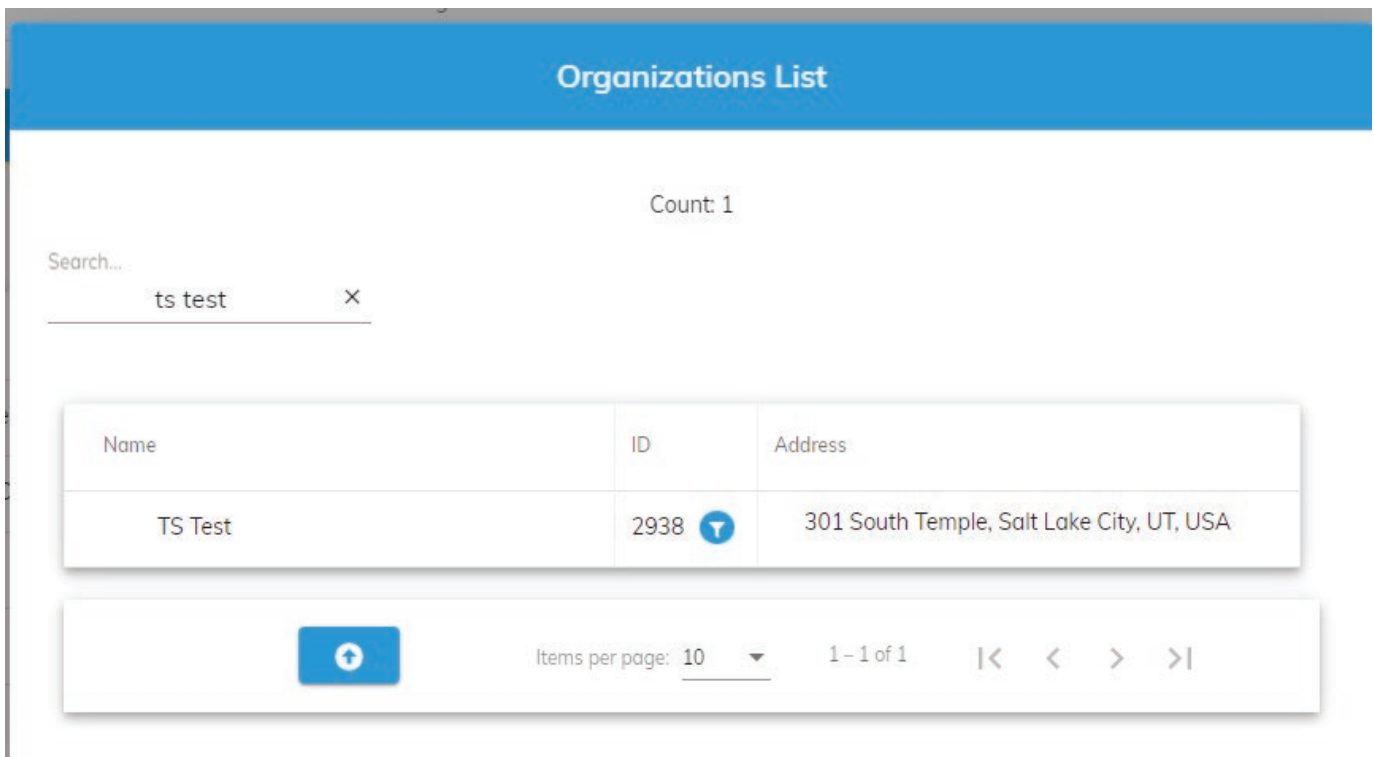 Organizations List
Count: 1
Search...
ts test
Name ID Address
TS Test 2938 301 South Temple, Salt Lake City, UT, USA
Items per page: 10 1 – 1 of 1